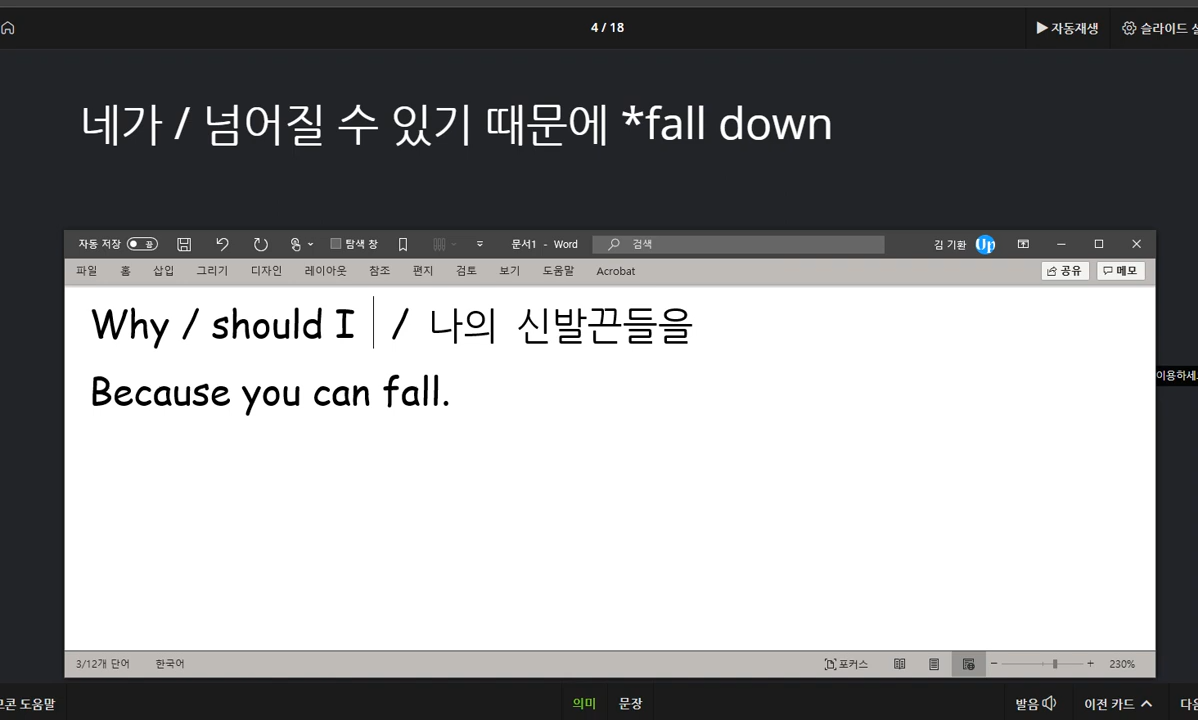 4 / 18
▶ 자동재생
슬라이드
네가 / 넘어질 수 있기 때문에 *fall down
자동 저장 끔 탐색 창 문서1 - Word 검색 김 기환 Up
파일 홈 삽입 그리기 디자인 레이아웃 참조 편지 검토 보기 도움말 Acrobat 공유 메모
Why / should I / 나의 신발끈들을
Because you can fall.
이용하세
3/12개 단어 한국어 포커스 230%
도움말 의미 문장 발음 이전 카드